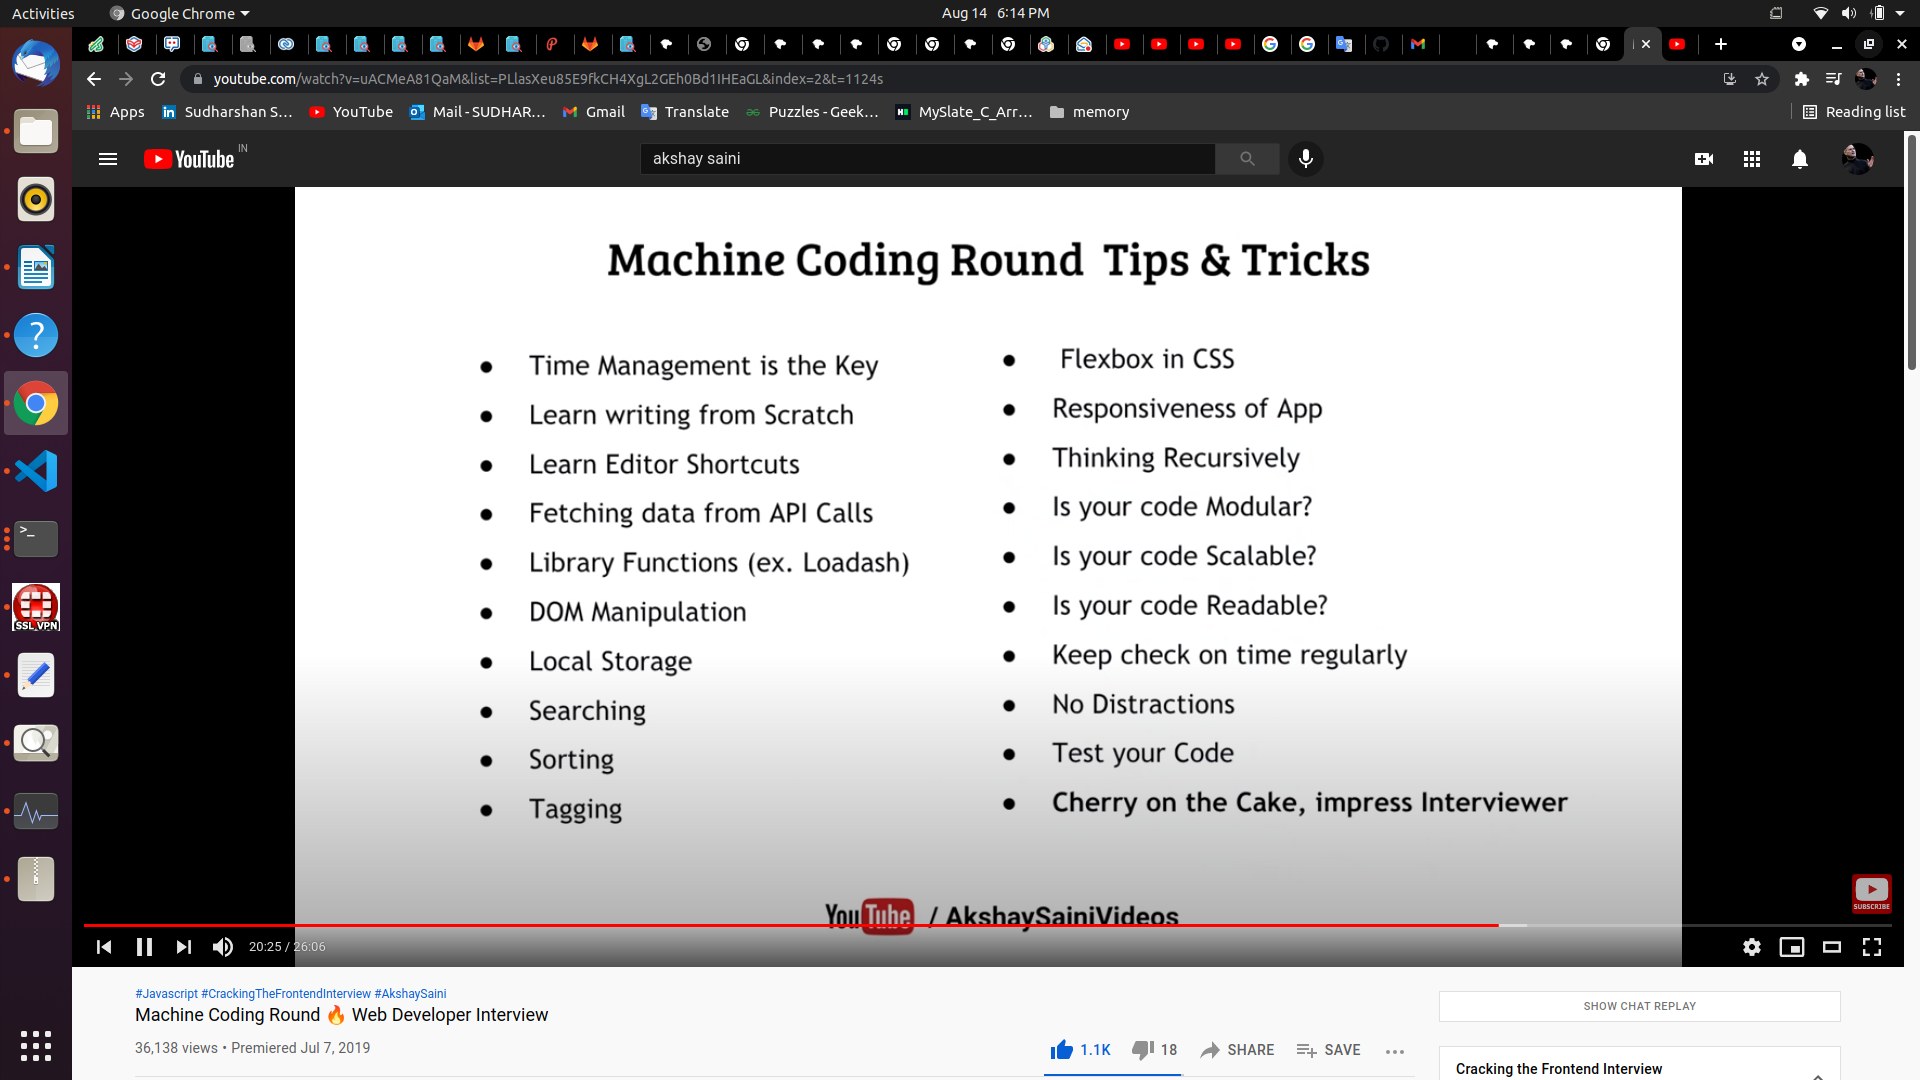 Activities
Google Chrome
Aug 14 6:14 PM
youtube.com/watch?v=uACMeA81QaM&list=PLlasXeu85E9fkCH4XgL2GEh0Bd1IHEaGL&index=2&t=1124s
Apps
Sudharshan S...
YouTube
Mail - SUDHAR...
Gmail
Translate
Puzzles - Geek...
MySlate_C_Arr...
memory
Reading list
YouTube IN
akshay saini
Machine Coding Round Tips & Tricks
Time Management is the Key
Learn writing from Scratch
Learn Editor Shortcuts
Fetching data from API Calls
Library Functions (ex. Loadash)
DOM Manipulation
Local Storage
Searching
Sorting
Tagging
Flexbox in CSS
Responsiveness of App
Thinking Recursively
Is your code Modular?
Is your code Scalable?
Is your code Readable?
Keep check on time regularly
No Distractions
Test your Code
Cherry on the Cake, impress Interviewer
YouTube / AkshaySainiVideos
SUBSCRIBE
20:25 / 26:06
SSL VPN
#Javascript #CrackingTheFrontendInterview #AkshaySaini
Machine Coding Round 🔥 Web Developer Interview
36,138 views • Premiered Jul 7, 2019
1.1K
18
SHARE
SAVE
SHOW CHAT REPLAY
Cracking the Frontend Interview